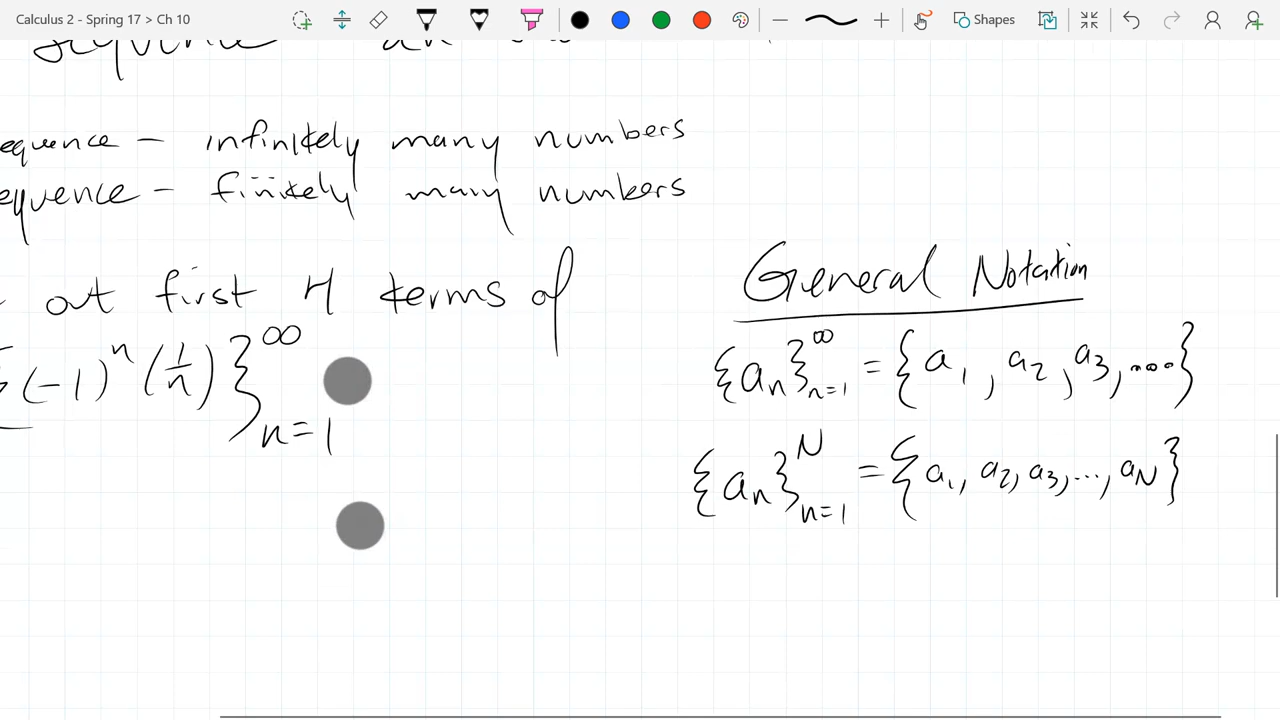 Calculus 2 - Spring 17 > Ch 10
Shapes
sequence
equence - infinitely many numbers
equence - finitely many numbers
out first 4 terms of
{(-1)^n (1/n)}_{n=1}^∞
General Notation
{a_n}_{n=1}^∞ = {a_1, a_2, a_3, ....}
{a_n}_{n=1}^N = {a_1, a_2, a_3, ..., a_N}